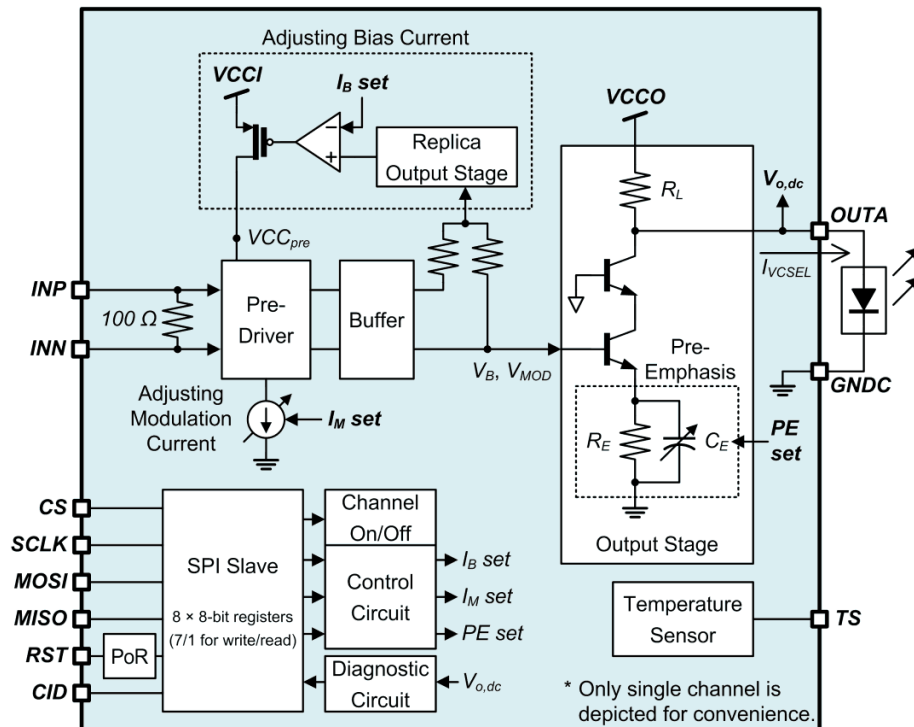 Adjusting Bias Current
VCCI
I_B set
−
+
Replica
Output Stage
VCC_pre
VCCO
R_L
V_o,dc
OUTA
I_VCSEL
INP
100 Ω
INN
Pre-
Driver
Buffer
V_B, V_MOD
Pre-
Emphasis
GNDC
Adjusting
Modulation
Current
I_M set
R_E
C_E
PE
set
Output Stage
CS
SCLK
MOSI
MISO
RST
CID
PoR
SPI Slave
8 × 8-bit registers
(7/1 for write/read)
Channel
On/Off
Control
Circuit
I_B set
I_M set
PE set
Diagnostic
Circuit
V_o,dc
Temperature
Sensor
TS
* Only single channel is
depicted for convenience.